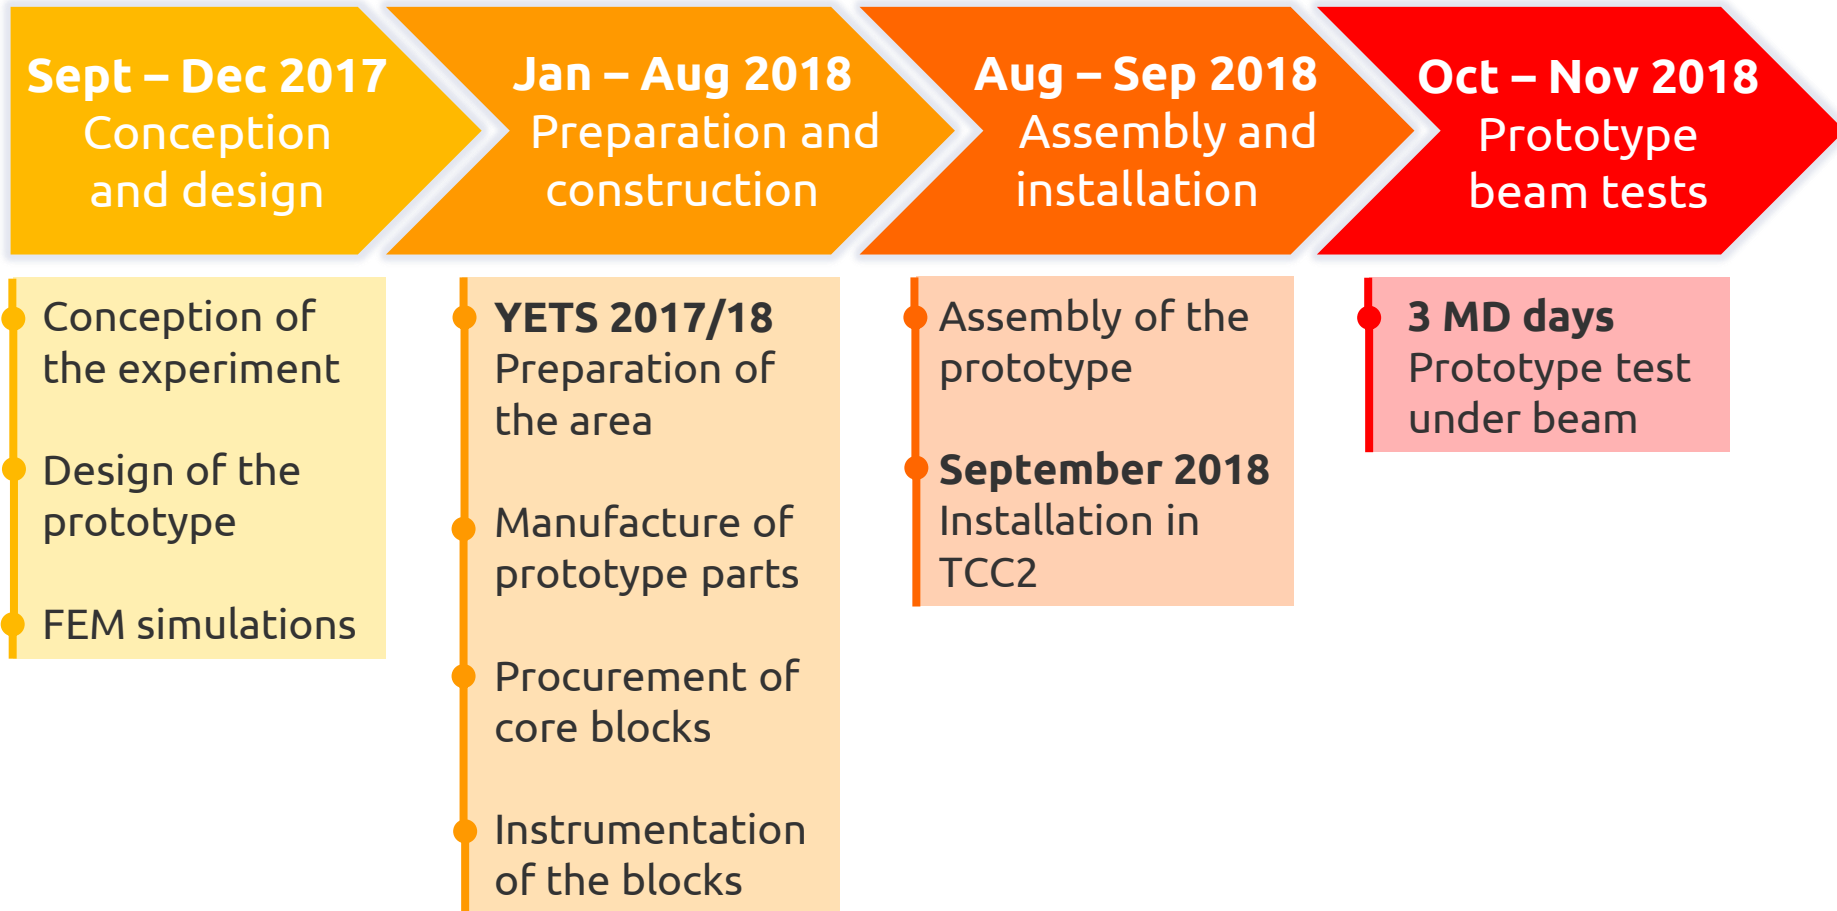 Sept – Dec 2017
Conception
and design
Jan – Aug 2018
Preparation and
construction
Aug – Sep 2018
Assembly and
installation
Oct – Nov 2018
Prototype
beam tests
Conception of
the experiment
Design of the
prototype
FEM simulations
YETS 2017/18
Preparation of
the area
Manufacture of
prototype parts
Procurement of
core blocks
Instrumentation
of the blocks
Assembly of the
prototype
September 2018
Installation in
TCC2
3 MD days
Prototype test
under beam